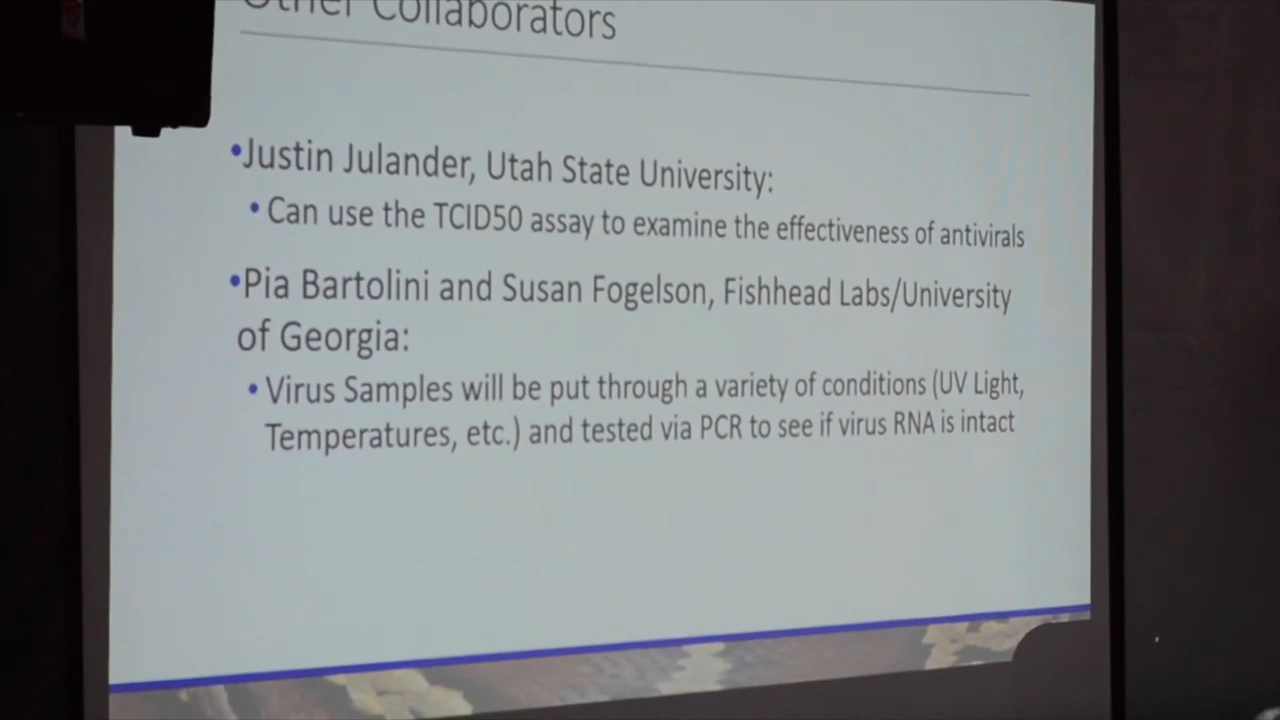 Other Collaborators
•Justin Julander, Utah State University:
• Can use the TCID50 assay to examine the effectiveness of antivirals
•Pia Bartolini and Susan Fogelson, Fishhead Labs/University
of Georgia:
• Virus Samples will be put through a variety of conditions (UV Light,
Temperatures, etc.) and tested via PCR to see if virus RNA is intact